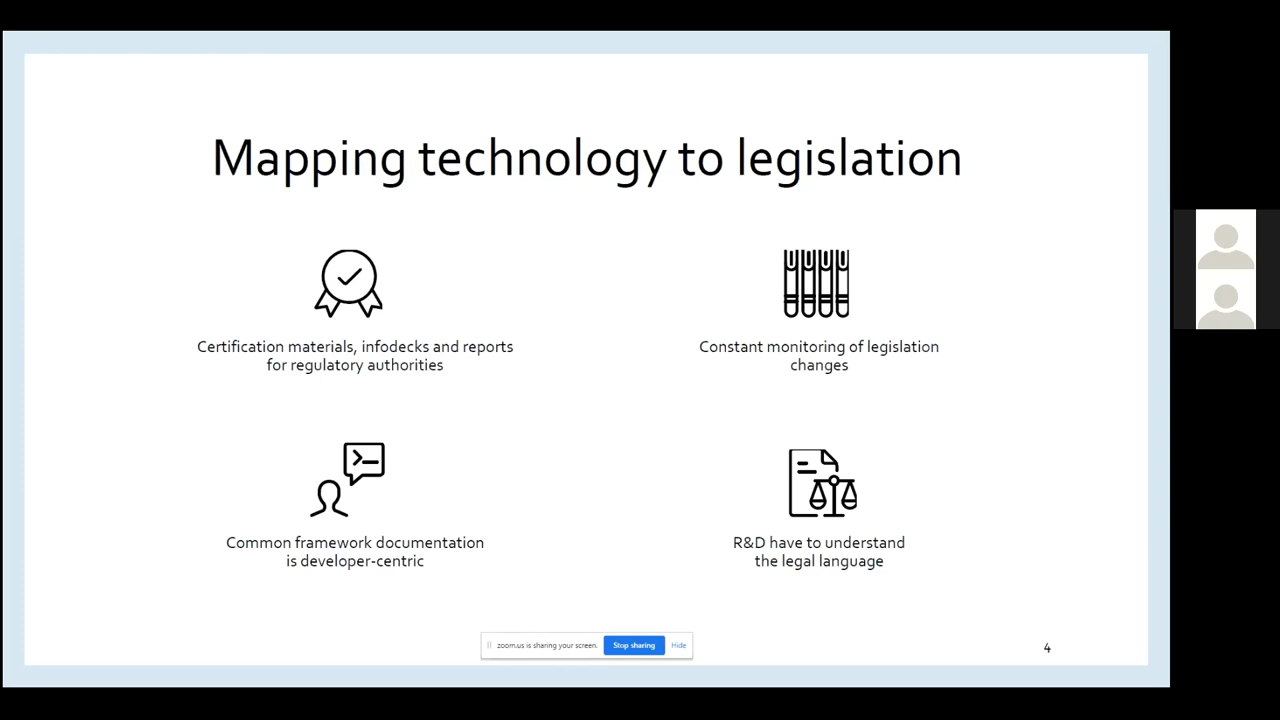 Mapping technology to legislation
Certification materials, infodecks and reports
for regulatory authorities
Constant monitoring of legislation
changes
Common framework documentation
is developer-centric
R&D have to understand
the legal language
zoom.us is sharing your screen.
Stop sharing
Hide
4